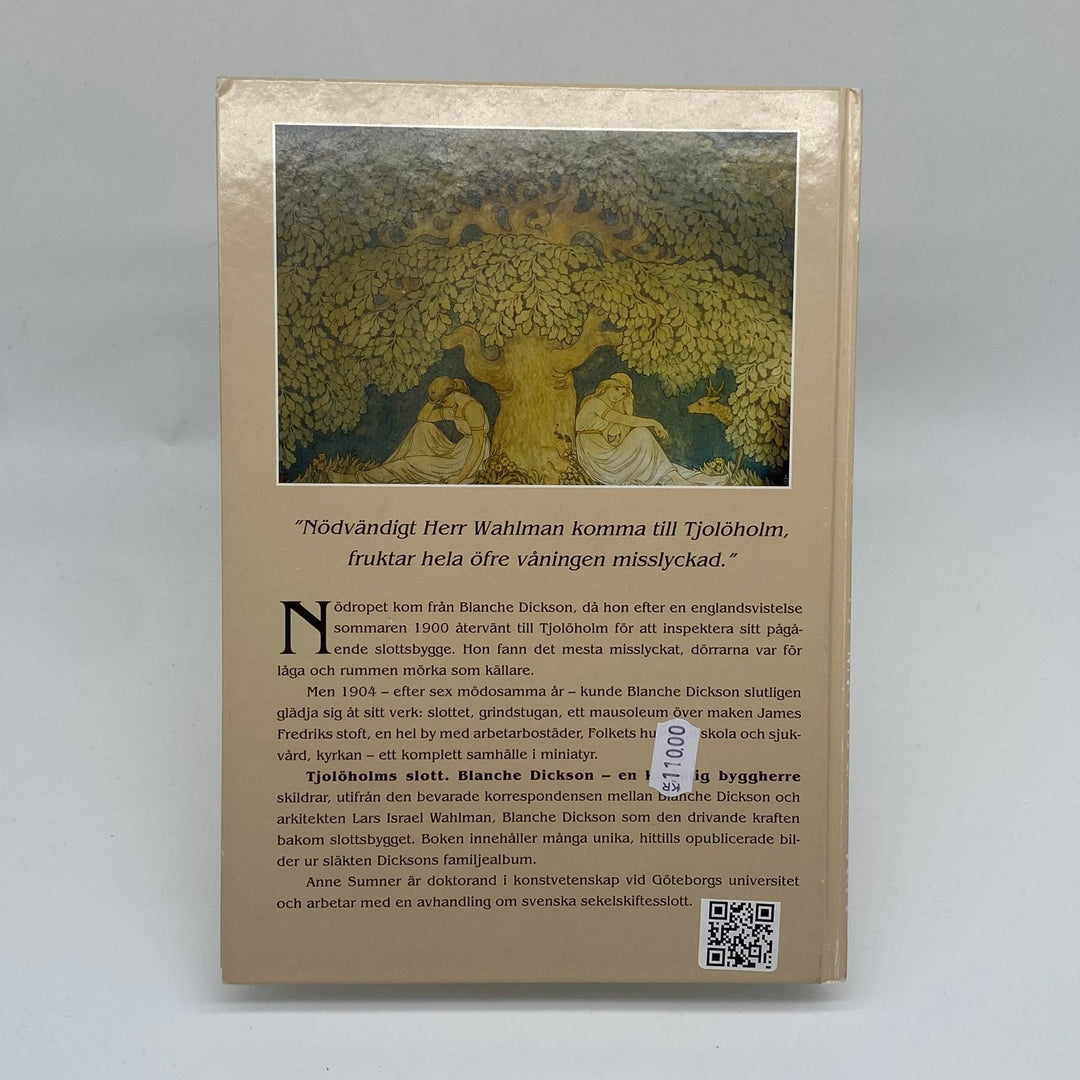 "Nödvändigt Herr Wahlman komma till Tjolöholm,
fruktar hela öfre våningen misslyckad."
Nödropet kom från Blanche Dickson, då hon efter en englandsvistelse
sommaren 1900 återvänt till Tjolöholm för att inspektera sitt pågå-
ende slottsbygge. Hon fann det mesta misslyckat, dörrarna var för
låga och rummen mörka som källare.
Men 1904 – efter sex mödosamma år – kunde Blanche Dickson slutligen
glädja sig åt sitt verk: slottet, grindstugan, ett mausoleum över maken James
Fredriks stoft, en hel by med arbetarbostäder, Folkets skola och sjuk-
vård, kyrkan – ett komplett samhälle i miniatyr.
Tjolöholms slott. Blanche Dickson – en byggherre
skildrar, utifrån den bevarade korrespondensen mellan Blanche Dickson och
arkitekten Lars Israel Wahlman, Blanche Dickson som den drivande kraften
bakom slottsbygget. Boken innehåller många unika, hittills opublicerade bil-
der ur släkten Dicksons familjealbum.
Anne Sumner är doktorand i konstvetenskap vid Göteborgs universitet
och arbetar med en avhandling om svenska sekelskiftesslott.
KR 110.00